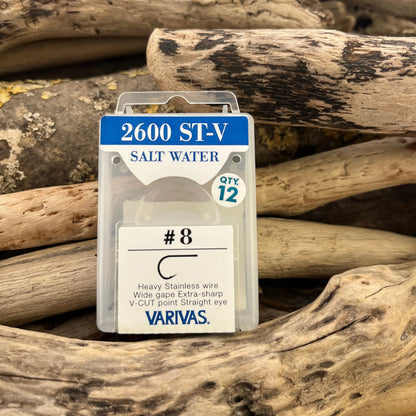 2600 ST-V
SALT WATER
QTY.
12
#8
Heavy Stainless wire
Wide gape Extra-sharp
V-CUT point Straight eye
VARIVAS.